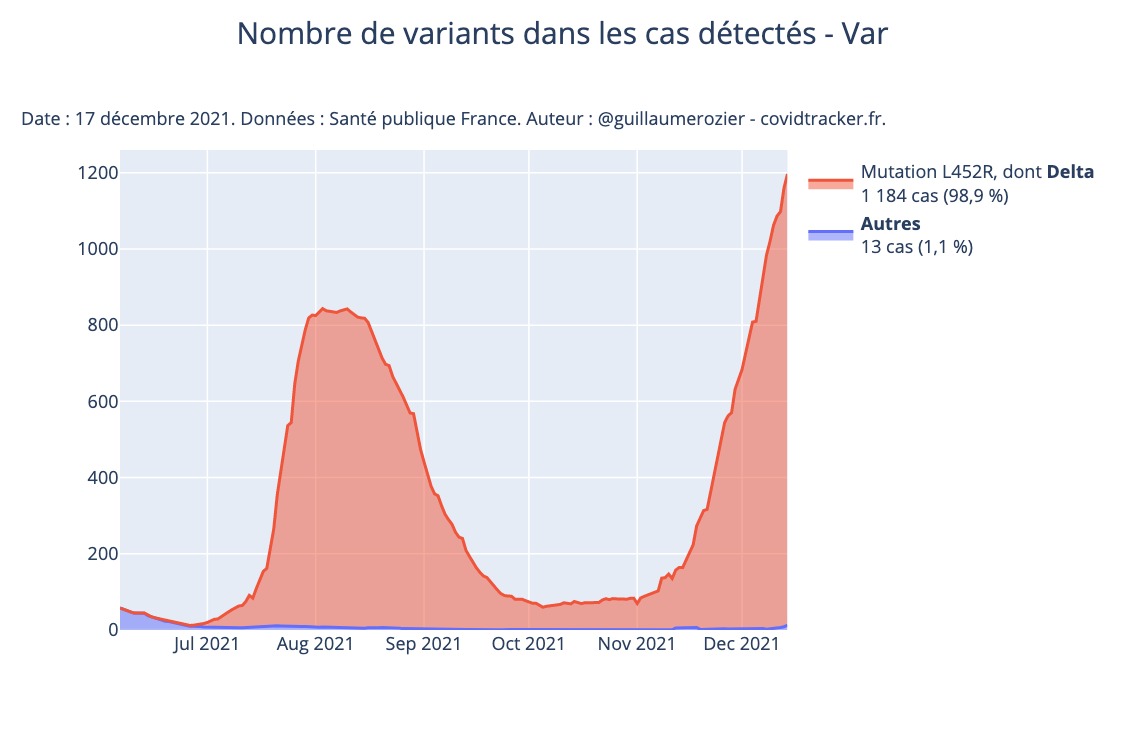 Nombre de variants dans les cas détectés - Var
Date : 17 décembre 2021. Données : Santé publique France. Auteur : @guillaumerozier - covidtracker.fr.
Mutation L452R, dont Delta
1 184 cas (98,9 %)
Autres
13 cas (1,1 %)
1200
1000
800
600
400
200
0
Jul 2021 Aug 2021 Sep 2021 Oct 2021 Nov 2021 Dec 2021